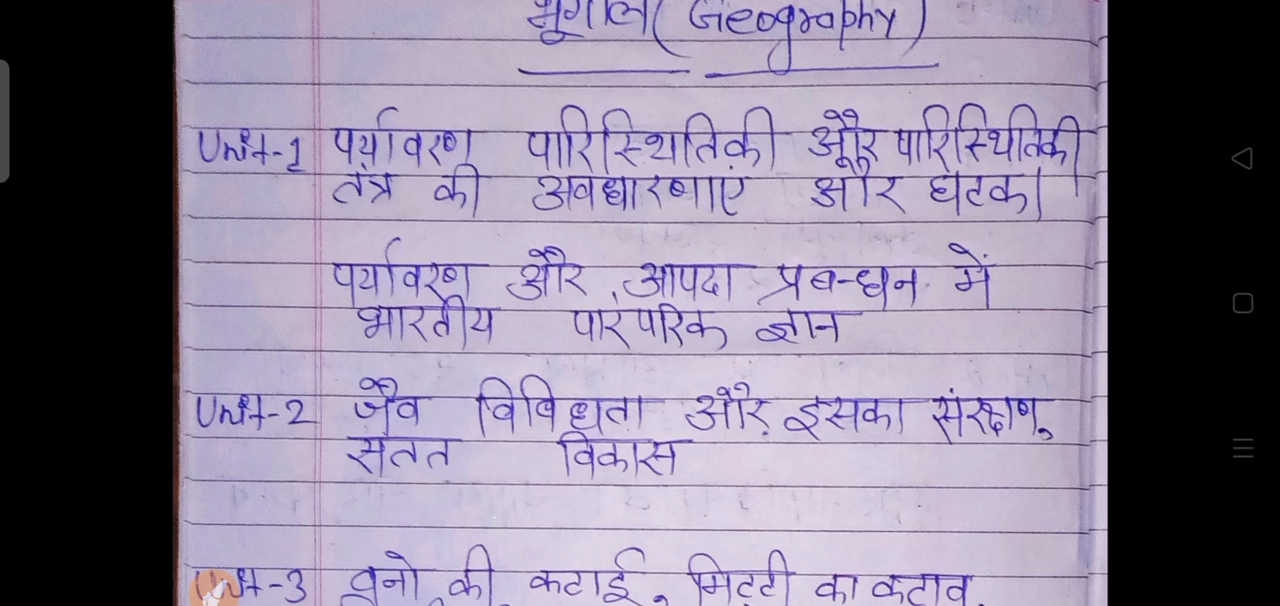 भूगोल (Geography)
Unit-1 पर्यावरण पारिस्थितिकी और पारिस्थितिकी
तंत्र की अवधारणाएं और घटक।
पर्यावरण और आपदा प्रबन्धन में
भारतीय पारंपरिक ज्ञान
Unit-2 जैव विविधता और इसका संरक्षण,
सतत विकास
Unit-3 वनो की कटाई, मिट्टी का कटाव,